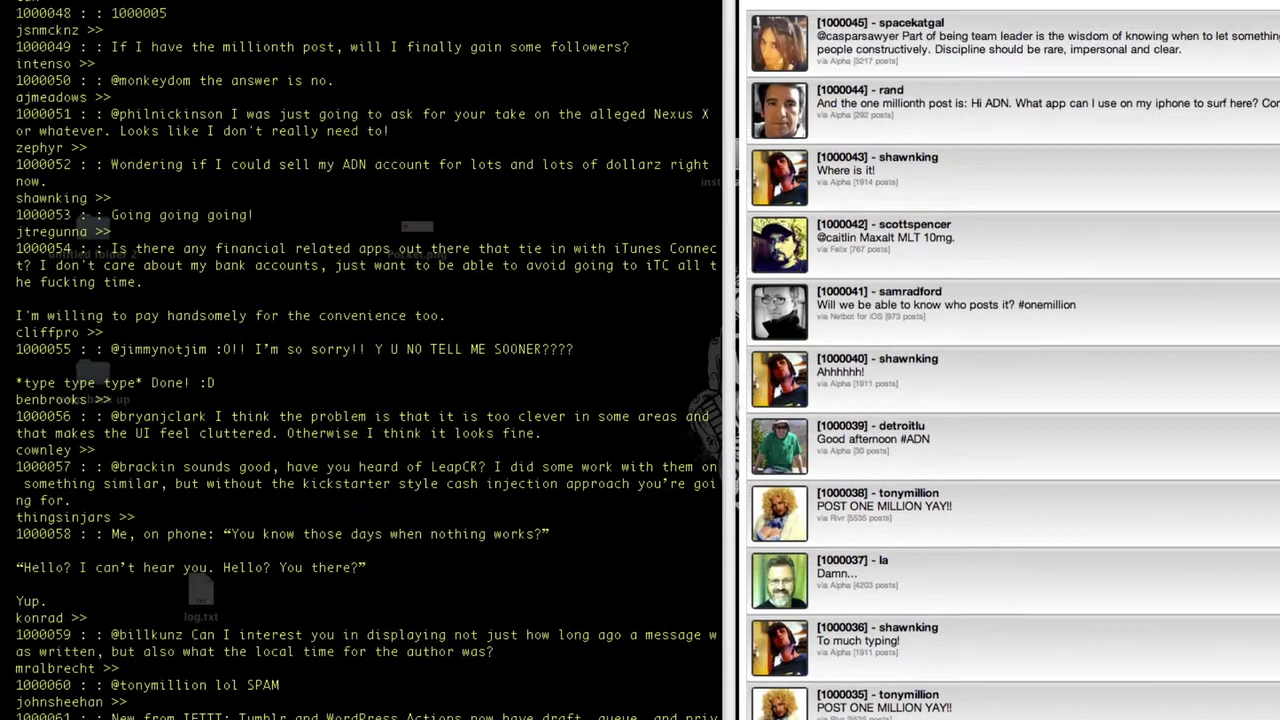 1000048 : : 1000005
jsnmcknz >>
1000049 : : If I have the millionth post, will I finally gain some followers?
intenso >>
1000050 : : @monkeydom the answer is no.
ajmeadows >>
1000051 : : @philnickinson I was just going to ask for your take on the alleged Nexus X
or whatever. Looks like I don't really need to!
zephyr >>
1000052 : : Wondering if I could sell my ADN account for lots and lots of dollarz right
now.
shawnking >>
1000053 : : Going going going!
jtregunna >>
1000054 : : Is there any financial related apps out there that tie in with iTunes Connec
t? I don't care about my bank accounts, just want to be able to avoid going to iTC all t
he fucking time.
I'm willing to pay handsomely for the convenience too.
cliffpro >>
1000055 : : @jimmynotjim :O!! I’m so sorry!! Y U NO TELL ME SOONER????
*type type type* Done! :D
benbrooks >>
1000056 : : @bryanjclark I think the problem is that it is too clever in some areas and
that makes the UI feel cluttered. Otherwise I think it looks fine.
cownley >>
1000057 : : @brackin sounds good, have you heard of LeapCR? I did some work with them on
something similar, but without the kickstarter style cash injection approach you’re goi
ng for.
thingsinjars >>
1000058 : : Me, on phone: “You know those days when nothing works?”
“Hello? I can’t hear you. Hello? You there?”
Yup.
log.txt
konrad >>
1000059 : : @billkunz Can I interest you in displaying not just how long ago a message w
as written, but also what the local time for the author was?
mralbrecht >>
1000060 : : @tonymillion lol SPAM
johnsheehan >>
1000061 : : New from IFTTT: Tumblr and WordPress Actions now have draft, queue, and priv
[1000045] - spacekatgal
@casparsawyer Part of being team leader is the wisdom of knowing when to let something
people constructively. Discipline should be rare, impersonal and clear.
via Alpha [3217 posts]
[1000044] - rand
And the one millionth post is: Hi ADN. What app can I use on my iphone to surf here? Cor
via Alpha [292 posts]
[1000043] - shawnking
Where is it!
via Alpha [1914 posts]
[1000042] - scottspencer
@caitlin Maxalt MLT 10mg.
via Felix [767 posts]
[1000041] - samradford
Will we be able to know who posts it? #onemillion
via Netbot for iOS [973 posts]
[1000040] - shawnking
Ahhhhhh!
via Alpha [1911 posts]
[1000039] - detroitlu
Good afternoon #ADN
via Alpha [30 posts]
[1000038] - tonymillion
POST ONE MILLION YAY!!
via Rivr [5535 posts]
[1000037] - la
Damn...
via Alpha [4203 posts]
[1000036] - shawnking
To much typing!
via Alpha [1911 posts]
[1000035] - tonymillion
POST ONE MILLION YAY!!
via Rivr [5535 posts]